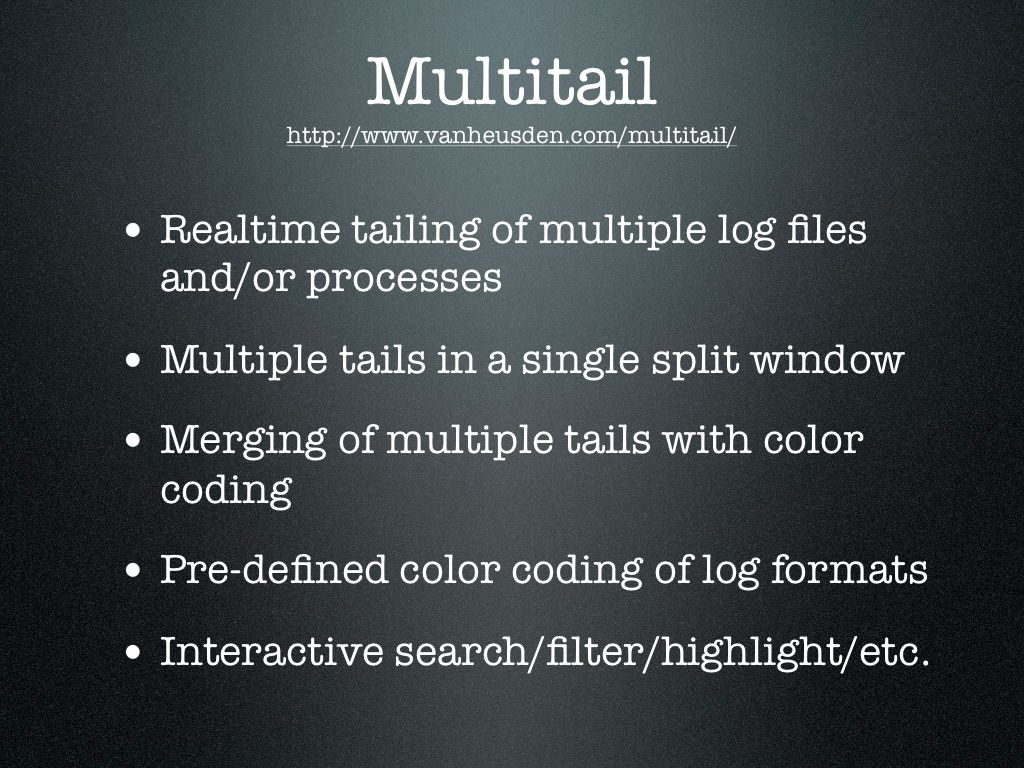 Multitail
http://www.vanheusden.com/multitail/
• Realtime tailing of multiple log files
and/or processes
• Multiple tails in a single split window
• Merging of multiple tails with color
coding
• Pre-defined color coding of log formats
• Interactive search/filter/highlight/etc.